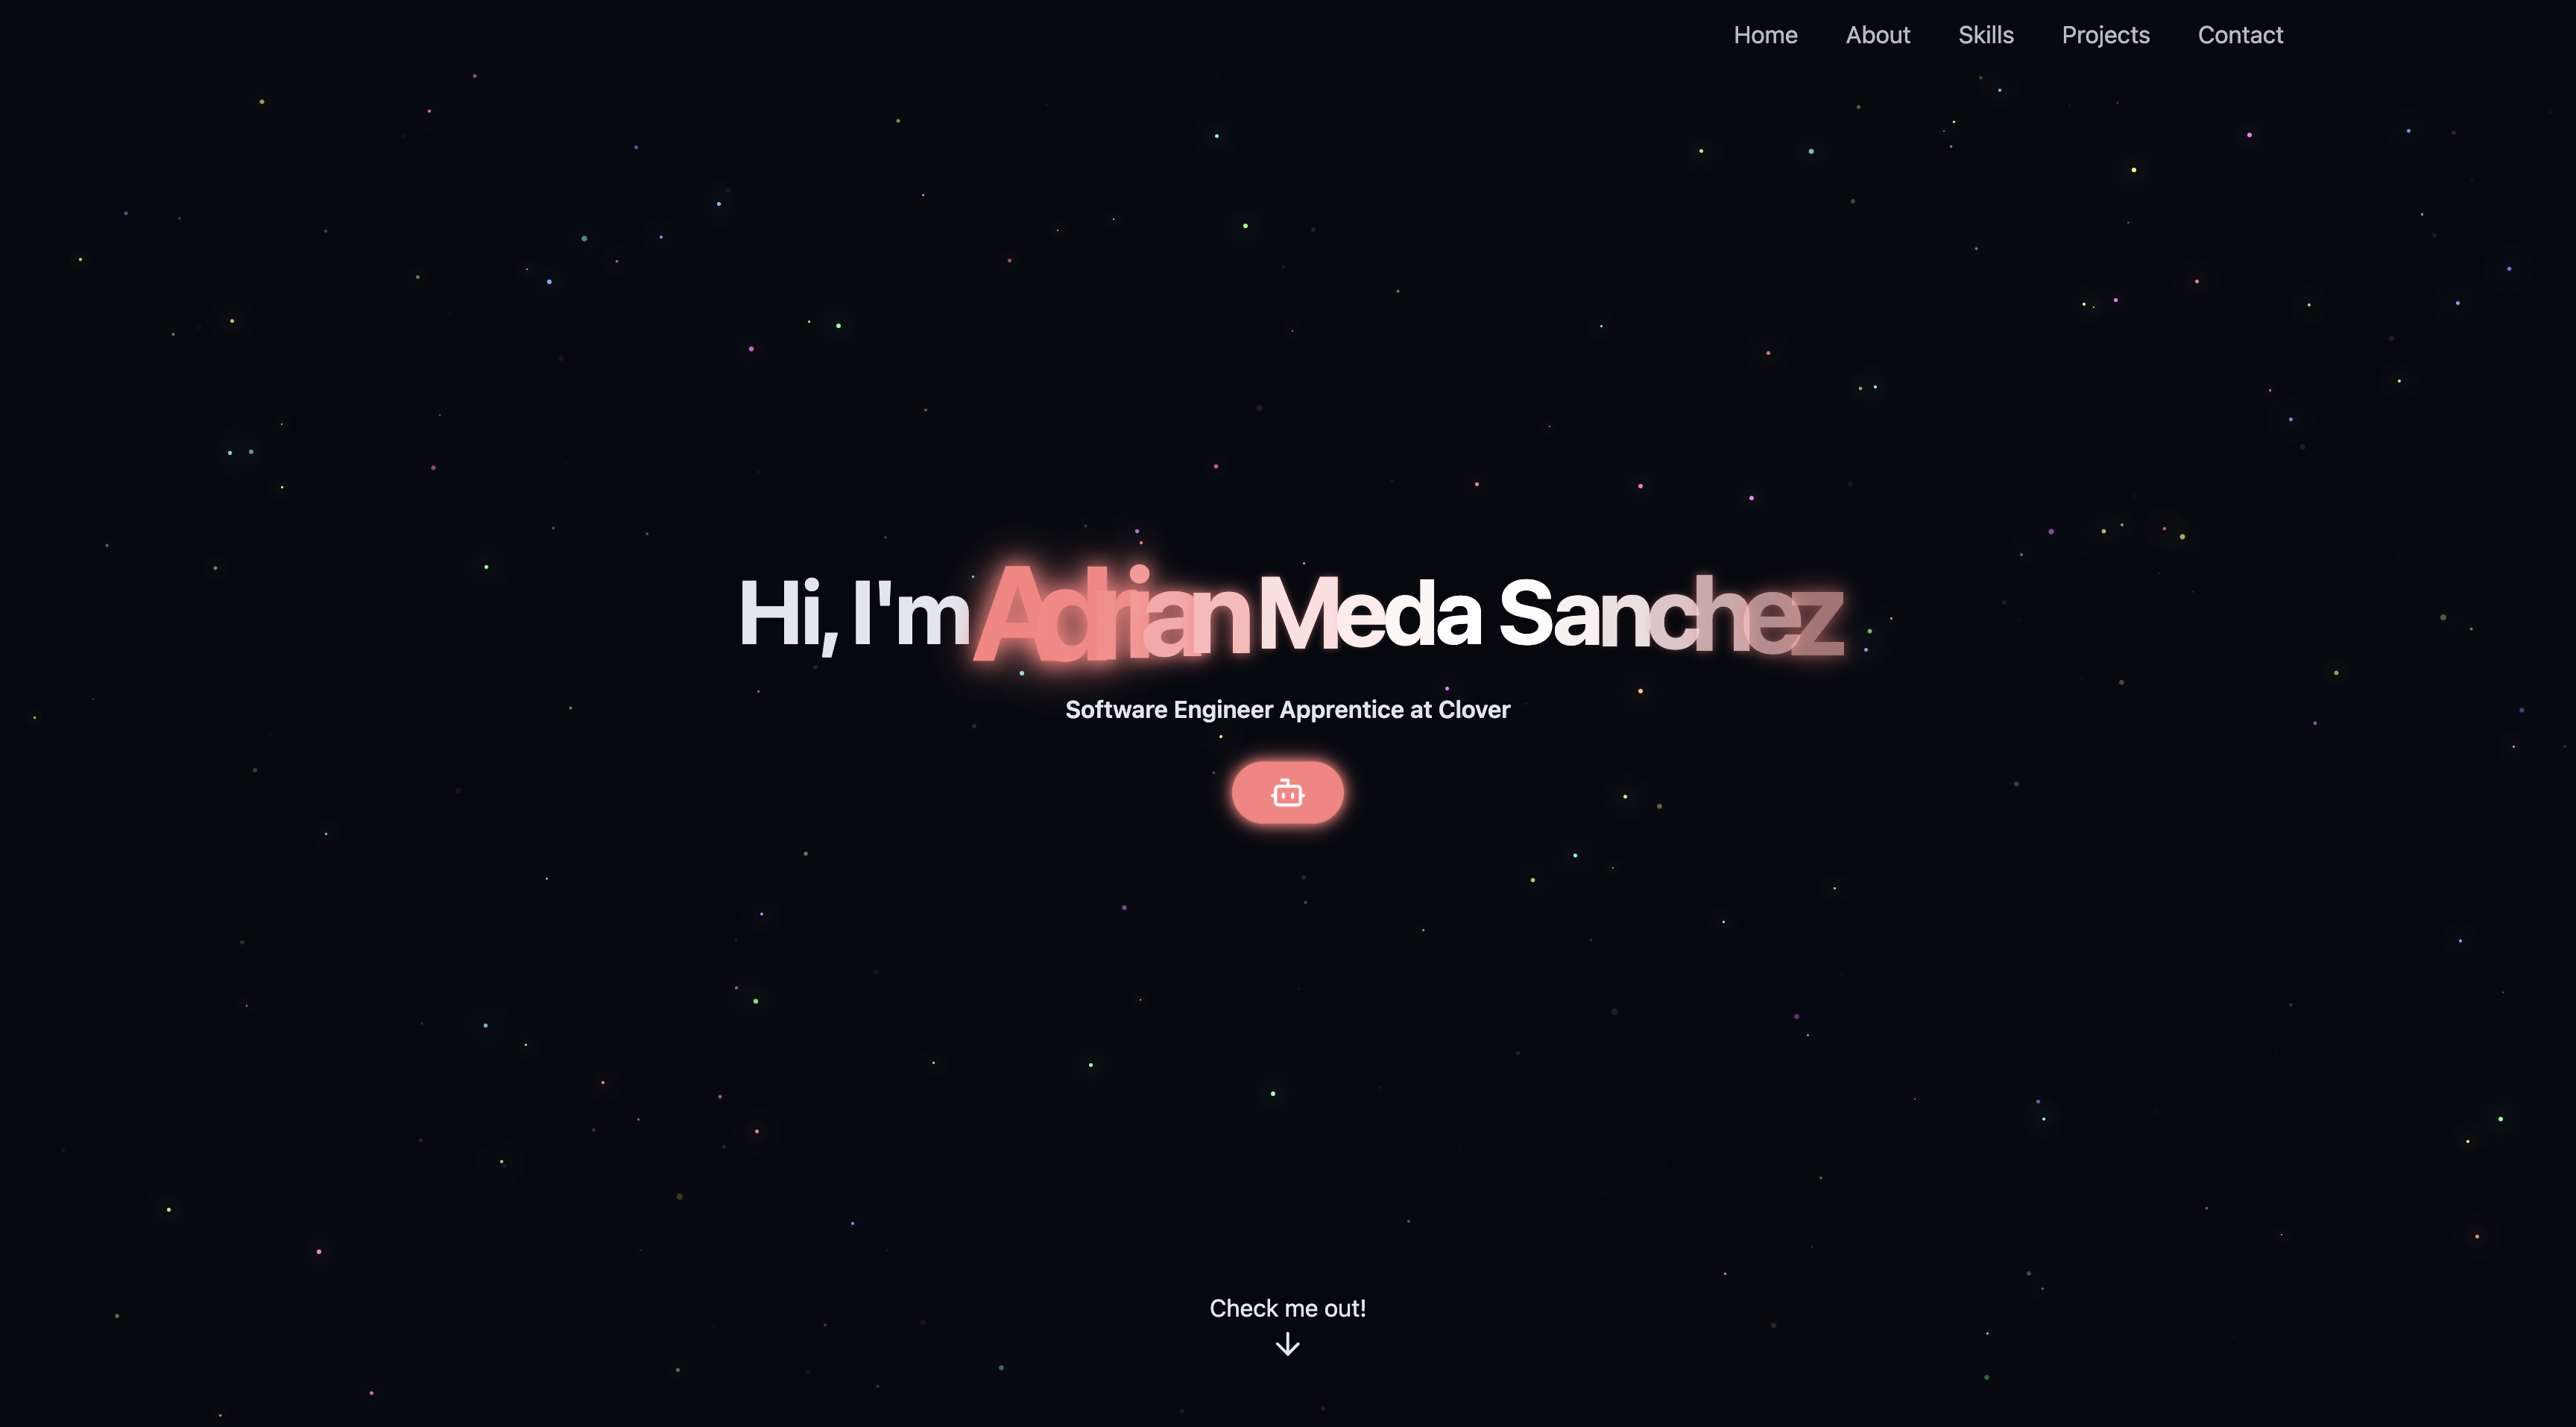 Home About Skills Projects Contact
Hi, I'm Adrian Meda Sanchez
Software Engineer Apprentice at Clover
Check me out!